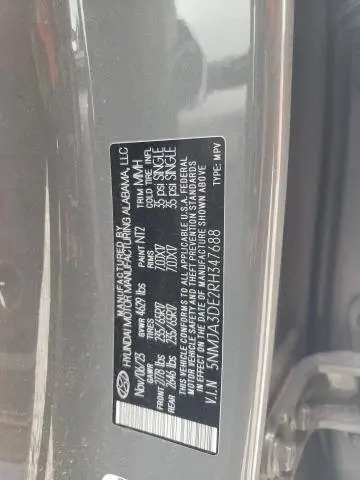 MANUFACTURED BY
HYUNDAI MOTOR MANUFACTURING ALABAMA, LLC
Nov/06/23 GVWR 4629 lbs PAINT NTZ TRIM MMH
GAWR TIRES RIMS COLD TIRE INFL
FRONT 2778 lbs 235/65R17 7.0JX17 35 psi SINGLE
REAR 2646 lbs 235/65R17 7.0JX17 35 psi SINGLE
THIS VEHICLE CONFORMS TO ALL APPLICABLE U.S.A. FEDERAL
MOTOR VEHICLE SAFETY AND THEFT PREVENTION STANDARDS
IN EFFECT ON THE DATE OF MANUFACTURE SHOWN ABOVE
V.I.N 5NMJA3DE2RH347688 TYPE: MPV